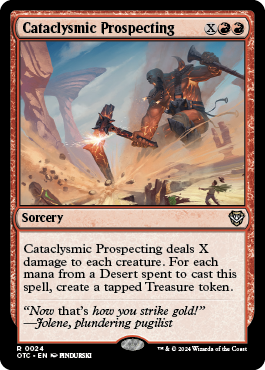 Cataclysmic Prospecting XRR
Sorcery
Cataclysmic Prospecting deals X
damage to each creature. For each
mana from a Desert spent to cast this
spell, create a tapped Treasure token.
"Now that's how you strike gold!"
—Jolene, plundering pugilist
R 0024
OTC • EN PINDURSKI
™ & © 2024 Wizards of the Coast